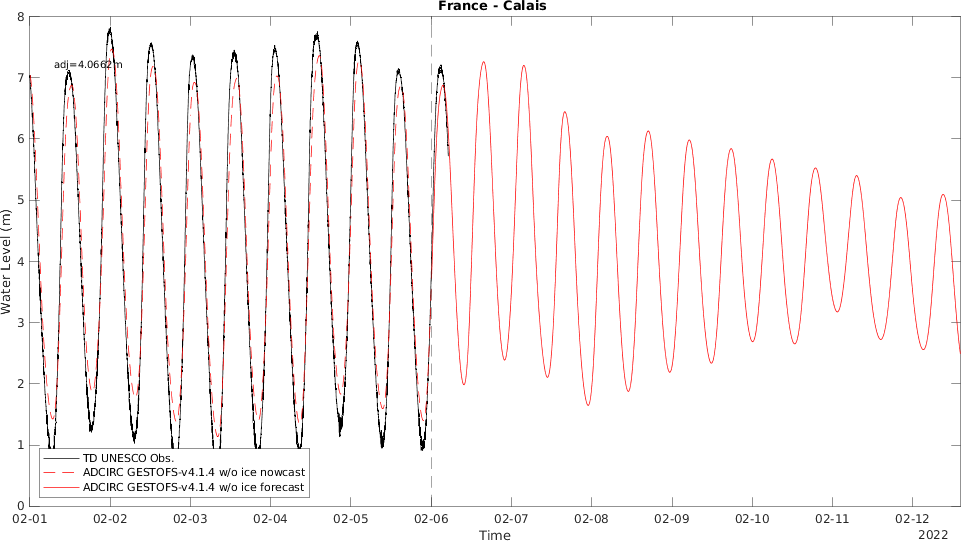 France - Calais
8
7
6
5
4
3
2
1
0
Water Level (m)
adj=4.0662m
TD UNESCO Obs.
ADCIRC GESTOFS-v4.1.4 w/o ice nowcast
ADCIRC GESTOFS-v4.1.4 w/o ice forecast
02-01 02-02 02-03 02-04 02-05 02-06 02-07 02-08 02-09 02-10 02-11 02-12
Time
2022